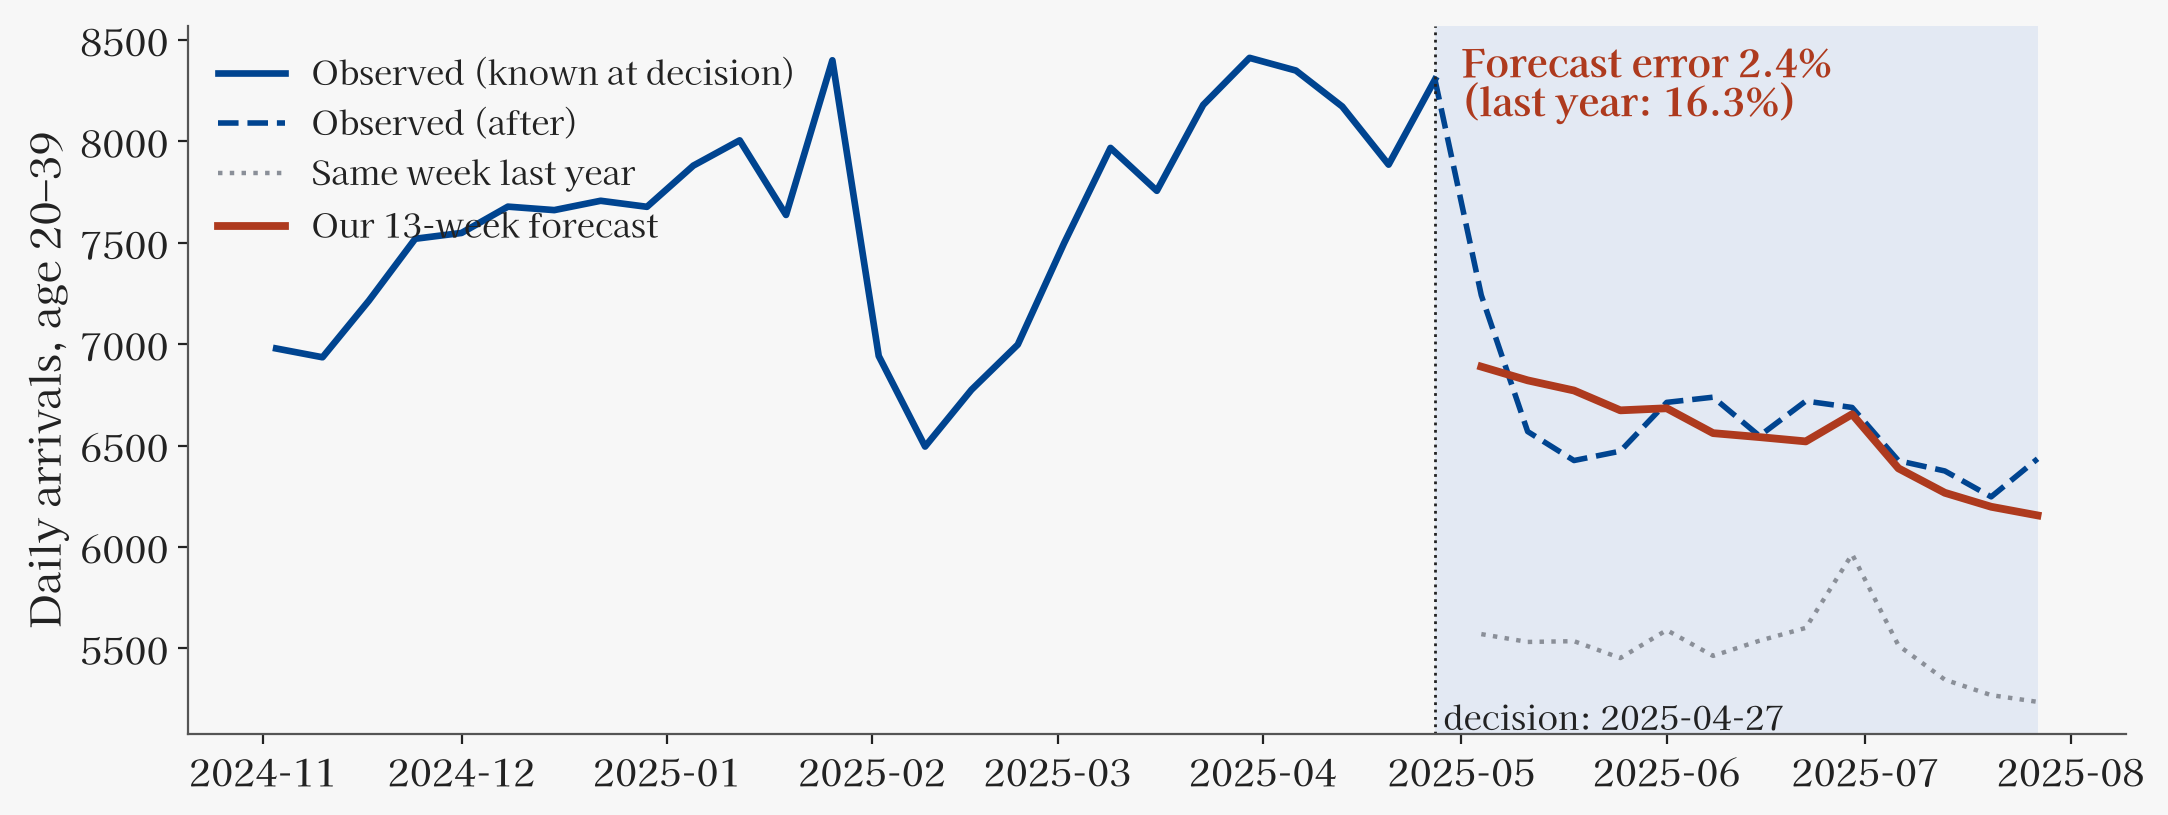 Daily arrivals, age 20–39
8500
8000
7500
7000
6500
6000
5500
Observed (known at decision)
Observed (after)
Same week last year
Our 13-week forecast
Forecast error 2.4%
(last year: 16.3%)
decision: 2025-04-27
2024-11 2024-12 2025-01 2025-02 2025-03 2025-04 2025-05 2025-06 2025-07 2025-08